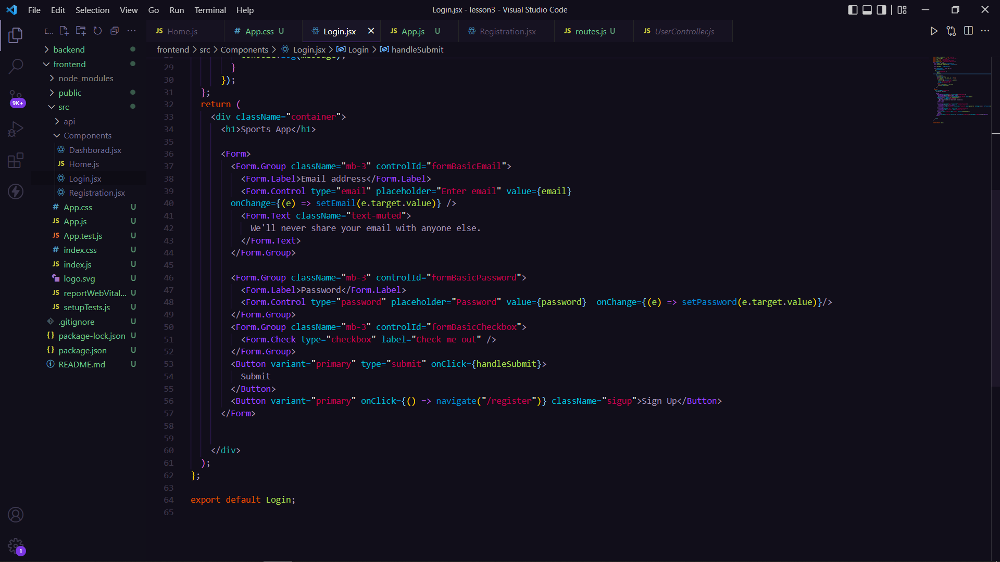 File Edit Selection View Go Run Terminal Help
Login.jsx - lesson3 - Visual Studio Code
E...
JS Home.js
# App.css U
Login.jsx
JS App.js U
Registration.jsx
JS routes.js U
JS UserController.js
frontend > src > Components > Login.jsx > Login > handleSubmit
9K+
1
backend
frontend
node_modules
public
src
api
Components
Dashborad.jsx
JS Home.js
Login.jsx
Registration.jsx
# App.css U
JS App.js U
JS App.test.js U
# index.css U
JS index.js U
logo.svg U
JS reportWebVital... U
JS setupTests.js U
.gitignore U
{} package-lock.json U
{} package.json U
README.md U
28 console.log(message);
29 }
30 });
31 };
32 return (
33 <div className="container">
34 <h1>Sports App</h1>
35
36 <Form>
37 <Form.Group className="mb-3" controlId="formBasicEmail">
38 <Form.Label>Email address</Form.Label>
39 <Form.Control type="email" placeholder="Enter email" value={email}
40 onChange={(e) => setEmail(e.target.value)} />
41 <Form.Text className="text-muted">
42 We'll never share your email with anyone else.
43 </Form.Text>
44 </Form.Group>
45
46 <Form.Group className="mb-3" controlId="formBasicPassword">
47 <Form.Label>Password</Form.Label>
48 <Form.Control type="password" placeholder="Password" value={password}  onChange={(e) => setPassword(e.target.value)}/>
49 </Form.Group>
50 <Form.Group className="mb-3" controlId="formBasicCheckbox">
51 <Form.Check type="checkbox" label="Check me out" />
52 </Form.Group>
53 <Button variant="primary" type="submit" onClick={handleSubmit}>
54 Submit
55 </Button>
56 <Button variant="primary" onClick={() => navigate("/register")} className="sigup">Sign Up</Button>
57 </Form>
58
59
60 </div>
61 );
62 };
63
64 export default Login;
65